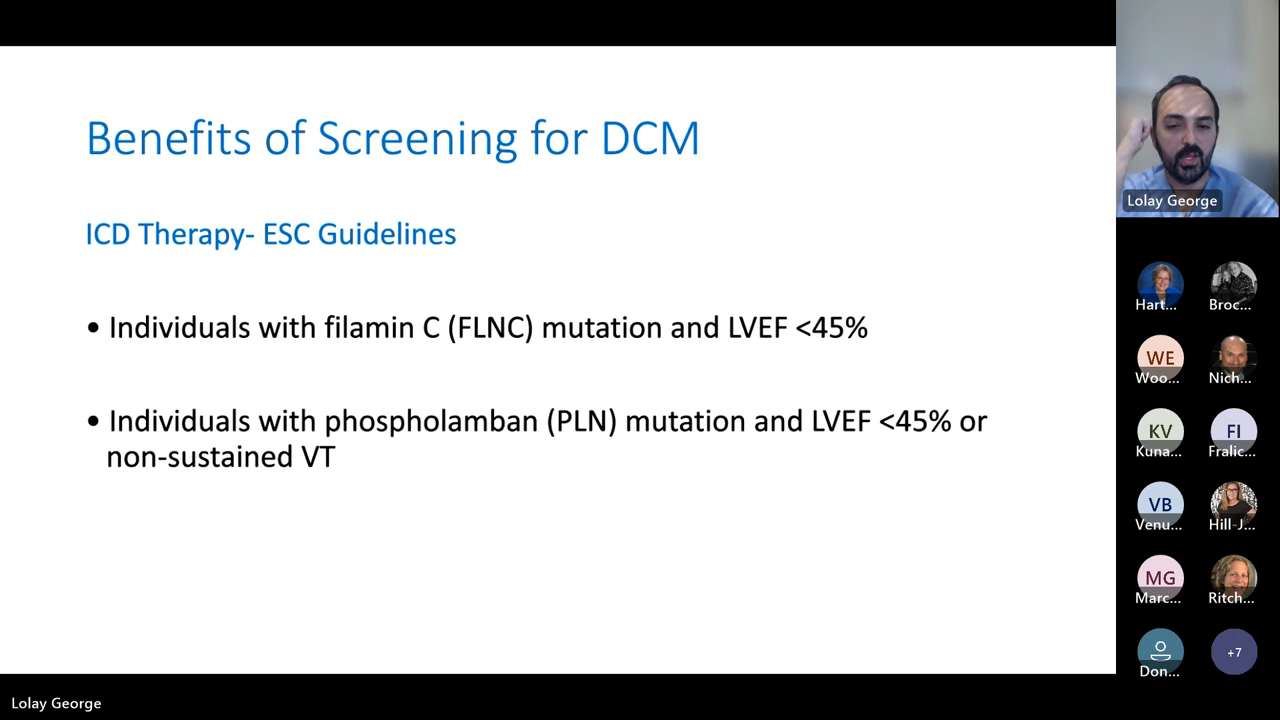 Benefits of Screening for DCM
ICD Therapy- ESC Guidelines
• Individuals with filamin C (FLNC) mutation and LVEF <45%
• Individuals with phospholamban (PLN) mutation and LVEF <45% or
non-sustained VT
Lolay George
Hart...
Broc...
WE
Woo...
Nich...
KV
Kuna...
FI
Fralic...
VB
Venu...
Hill-J...
MG
Marc...
Ritch...
Don...
+7
Lolay George